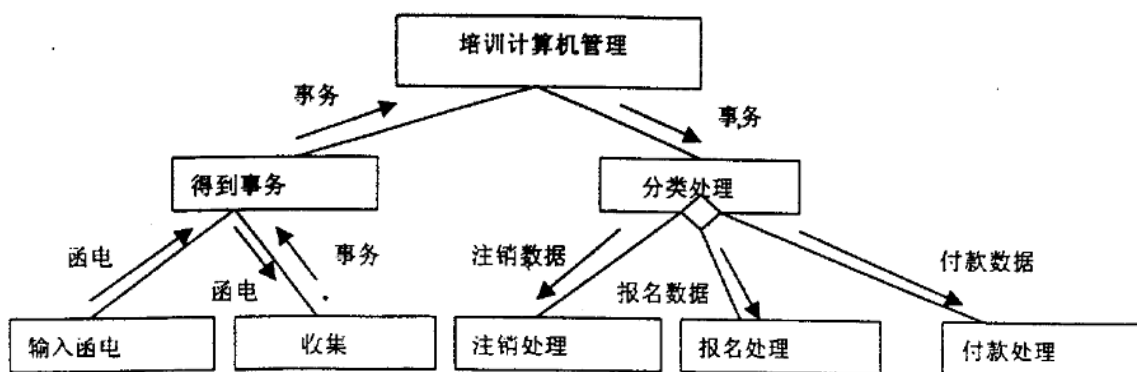 培训计算机管理
事务
事务
得到事务
分类处理
函电
函电
事务
注销数据
报名数据
付款数据
输入函电
收集
注销处理
报名处理
付款处理